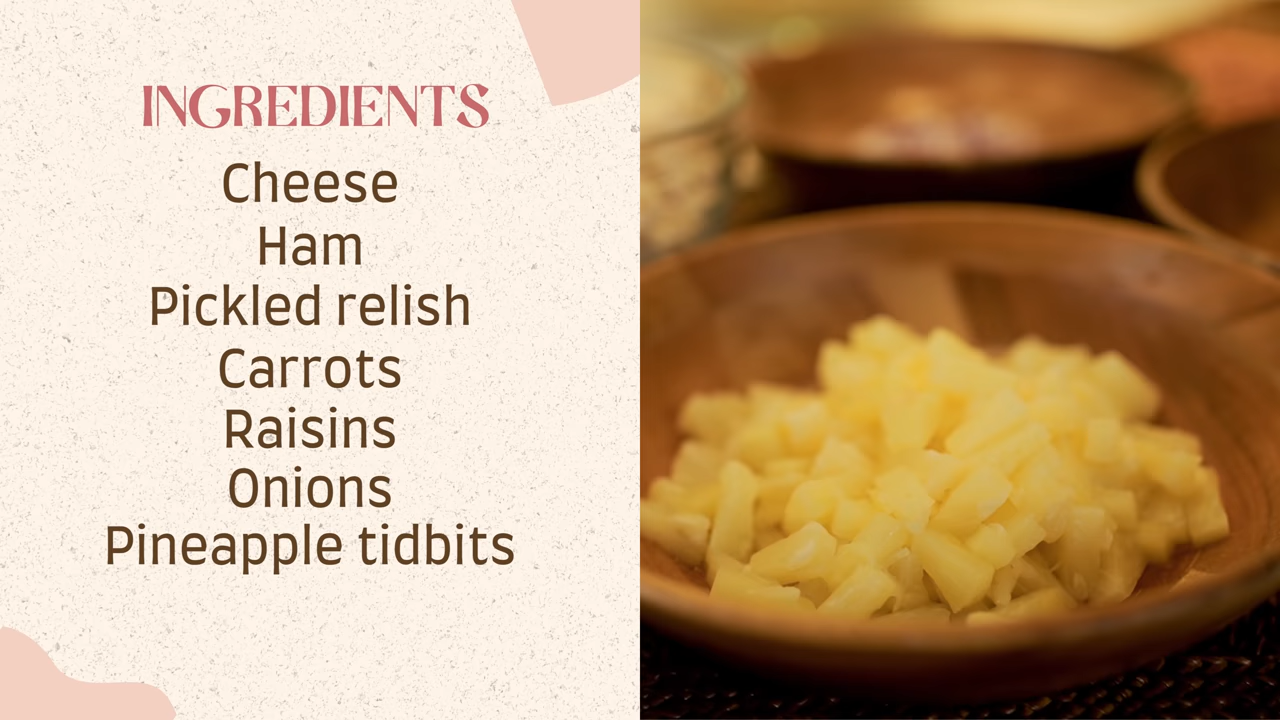 INGREDIENTS
Cheese
Ham
Pickled relish
Carrots
Raisins
Onions
Pineapple tidbits